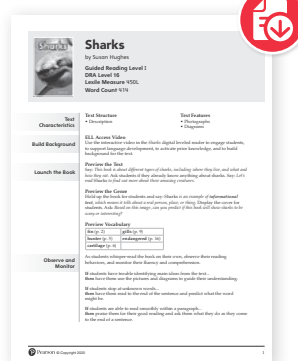 Sharks
Sharks
by Susan Hughes
Guided Reading Level I
DRA Level 16
Lexile Measure 450L
Word Count 414
Text
Characteristics
Text Structure
• Description
Text Features
• Photographs
• Diagrams
Build Background
ELL Access Video
Use the interactive video in the Hoot's digital leveled reader to engage students,
to support language development, to activate prior knowledge, and to build
background for the text.
Launch the Book
Preview the Text
Say: This book is about different types of sharks, including where they live, and what and
how they eat. Ask students if they already know anything about sharks. Say: Let's
read Sharks to find out more about these amazing creatures.
Preview the Genre
Hold up the book for students and say: Sharks is an example of informational
text, which means it tells about a real person, place, or thing. Display the cover for
students. Ask: Based on this image, can you predict if this book will show sharks to be
scary or interesting?
Preview Vocabulary
fin (p. 2)
gills (p. 9)
hunter (p. 5)
endangered (p. 16)
cartilage (p. 6)
Observe and
Monitor
As students whisper-read the book on their own, observe their reading
behaviors, and monitor their fluency and comprehension.
If students have trouble identifying main ideas from the text...
then have them use the pictures and diagrams to guide their understanding.
If students stop at unknown words...
then have them read to the end of the sentence and predict what the word
might be.
If students are able to read smoothly within a paragraph...
then praise them for their good reading and ask them what they do as they come
to the end of a sentence.
Pearson © Copyright 2020
1